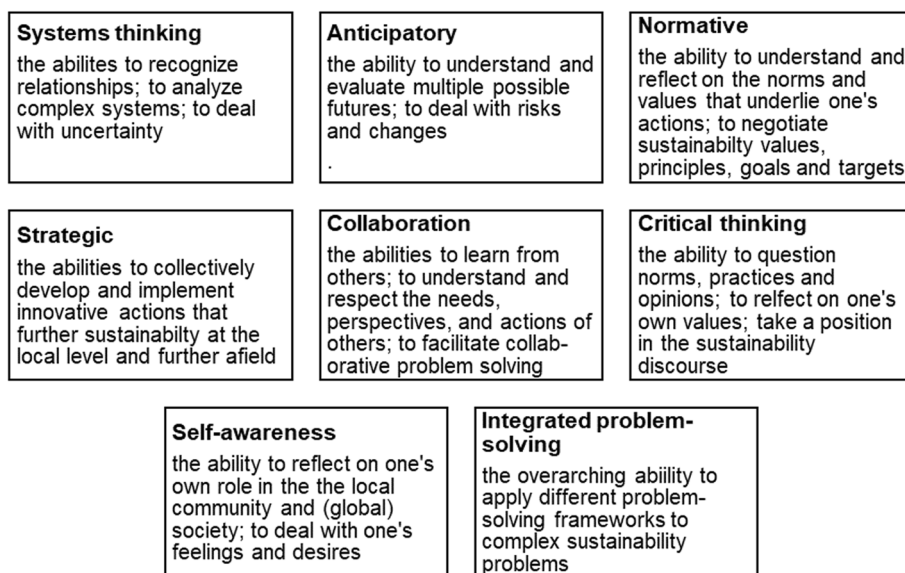 Systems thinking
the abilites to recognize
relationships; to analyze
complex systems; to deal
with uncertainty
Anticipatory
the ability to understand and
evaluate multiple possible
futures; to deal with risks
and changes
.
Normative
the ability to understand and
reflect on the norms and
values that underlie one's
actions; to negotiate
sustainabilty values,
principles, goals and targets
Strategic
the abilities to collectively
develop and implement
innovative actions that
further sustainabilty at the
local level and further afield
Collaboration
the abilities to learn from
others; to understand and
respect the needs,
perspectives, and actions of
others; to facilitate collab-
orative problem solving
Critical thinking
the ability to question
norms, practices and
opinions; to relfect on one's
own values; take a position
in the sustainability
discourse
Self-awareness
the ability to reflect on one's
own role in the the local
community and (global)
society; to deal with one's
feelings and desires
Integrated problem-
solving
the overarching abiility to
apply different problem-
solving frameworks to
complex sustainability
problems